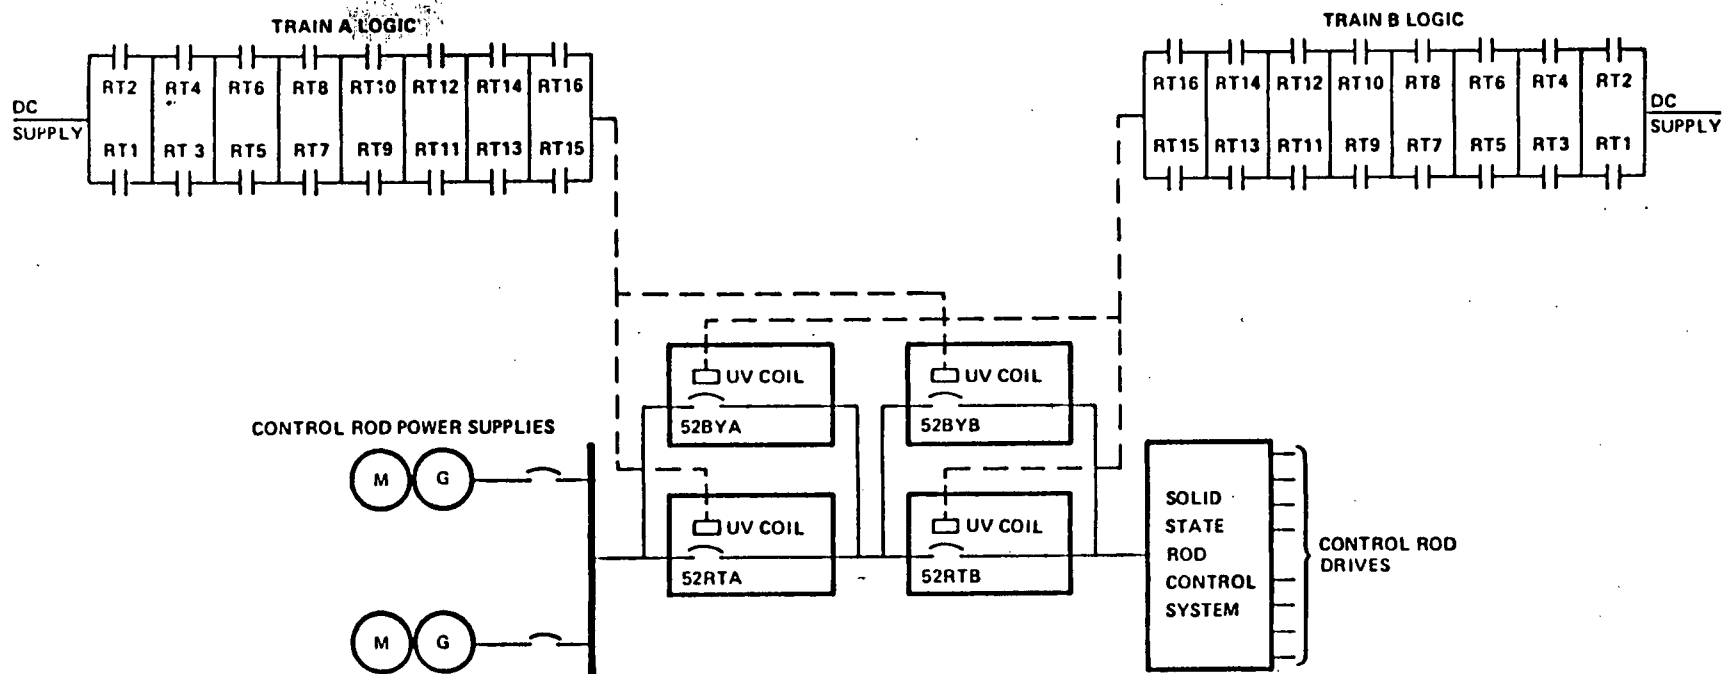 TRAIN A LOGIC
RT2 RT4 RT6 RT8 RT10 RT12 RT14 RT16
DC
SUPPLY
RT1 RT 3 RT5 RT7 RT9 RT11 RT13 RT15
TRAIN B LOGIC
RT16 RT14 RT12 RT10 RT8 RT6 RT4 RT2
DC
SUPPLY
RT15 RT13 RT11 RT9 RT7 RT5 RT3 RT1
UV COIL
52BYA
UV COIL
52BYB
CONTROL ROD POWER SUPPLIES
M G
UV COIL
52RTA
UV COIL
52RTB
M G
SOLID
STATE
ROD
CONTROL
SYSTEM
CONTROL ROD
DRIVES